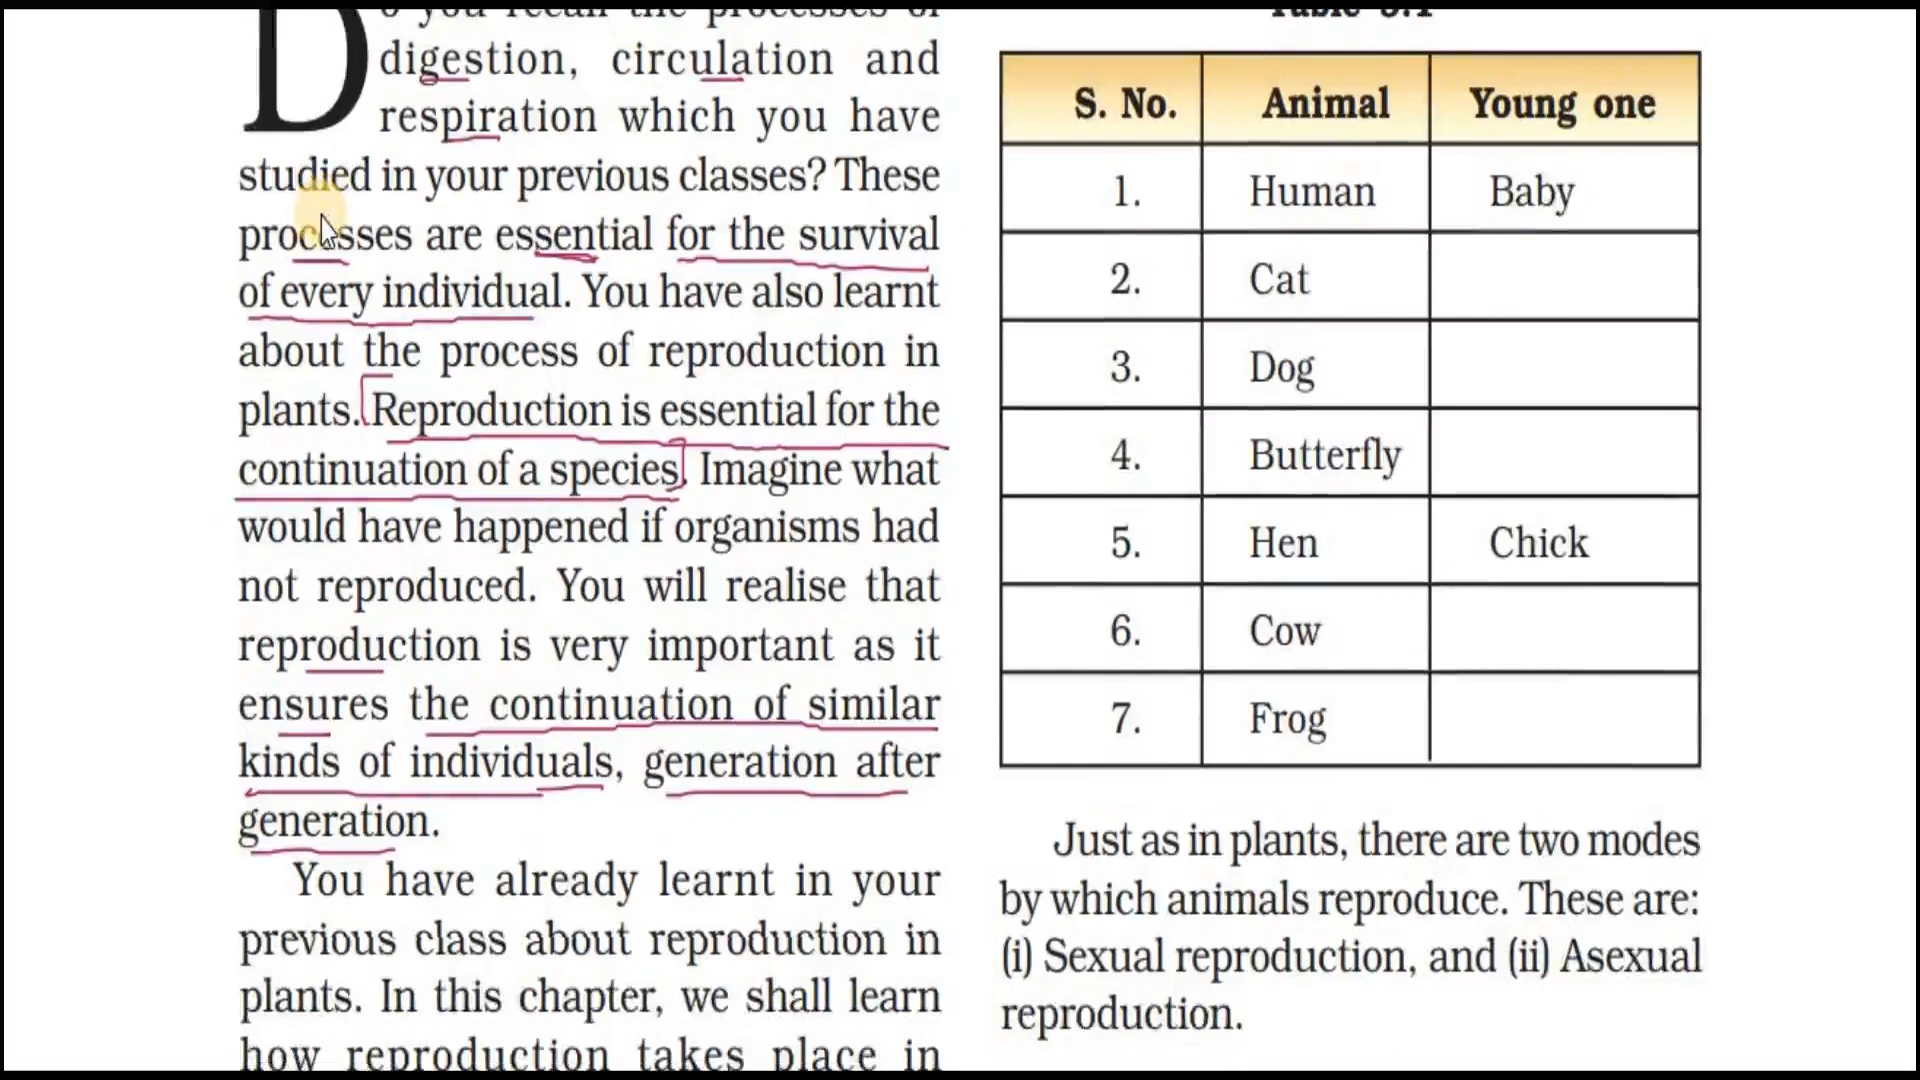 Do you recall the processes of
digestion, circulation and
respiration which you have
studied in your previous classes? These
processes are essential for the survival
of every individual. You have also learnt
about the process of reproduction in
plants. Reproduction is essential for the
continuation of a species. Imagine what
would have happened if organisms had
not reproduced. You will realise that
reproduction is very important as it
ensures the continuation of similar
kinds of individuals, generation after
generation.
You have already learnt in your
previous class about reproduction in
plants. In this chapter, we shall learn
how reproduction takes place in
S. No. Animal Young one
1. Human Baby
2. Cat
3. Dog
4. Butterfly
5. Hen Chick
6. Cow
7. Frog
Just as in plants, there are two modes
by which animals reproduce. These are:
(i) Sexual reproduction, and (ii) Asexual
reproduction.